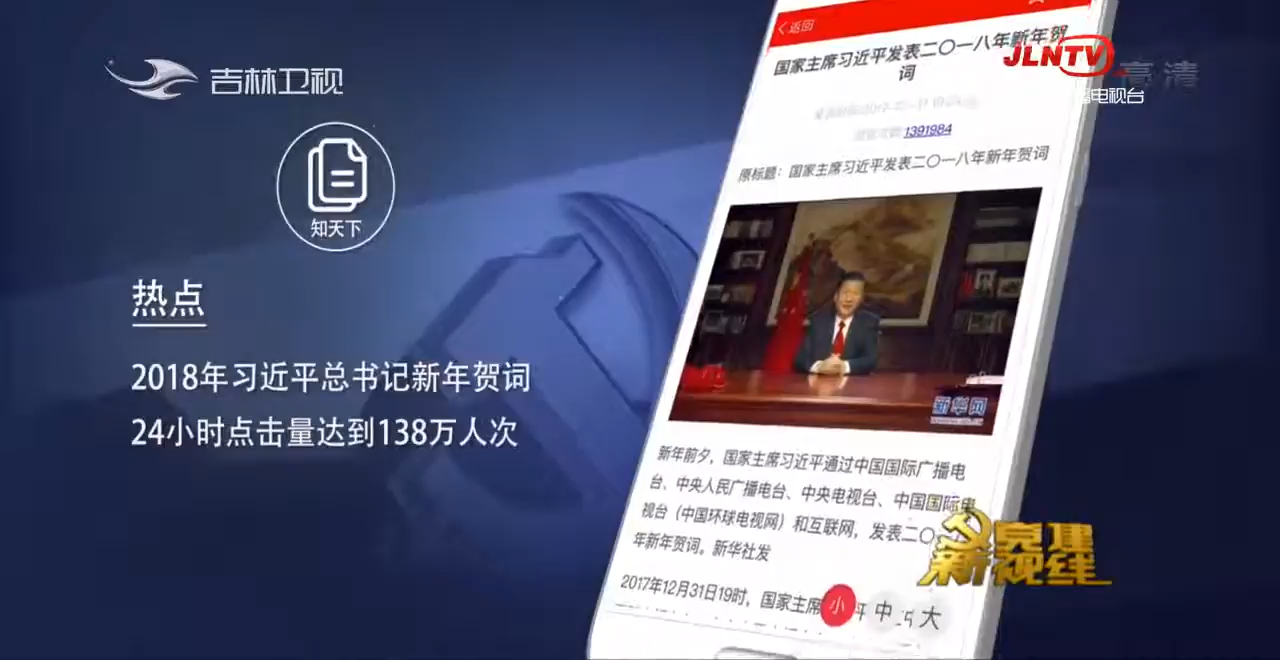 吉林卫视
JLNTV
高清
播电视台
知天下
热点
2018年习近平总书记新年贺词
24小时点击量达到138万人次
返回
国家主席习近平发表二〇一八年新年贺
词
1391984
原标题：国家主席习近平发表二〇一八年新年贺词
新华网
新年前夕，国家主席习近平通过中国国际广播电
台、中央人民广播电台、中央电视台、中国国际电
视台（中国环球电视网）和互联网，发表二〇
年新年贺词。新华社发
2017年12月31日19时，国家主席
小 中 大
党建
新视线